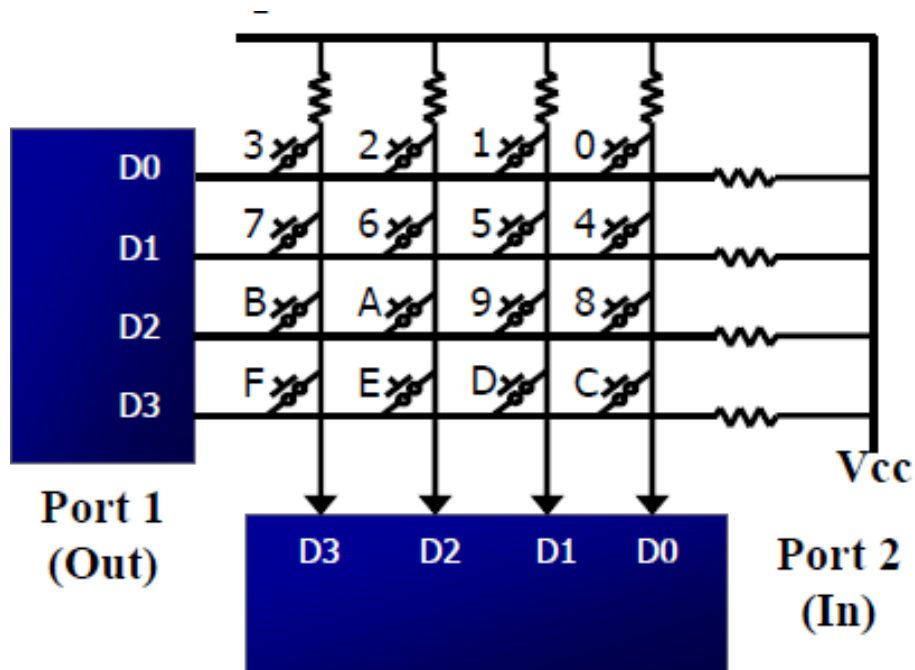 D0 3 2 1 0
D1 7 6 5 4
D2 B A 9 8
D3 F E D C
Vcc
Port 1
(Out)
D3 D2 D1 D0
Port 2
(In)